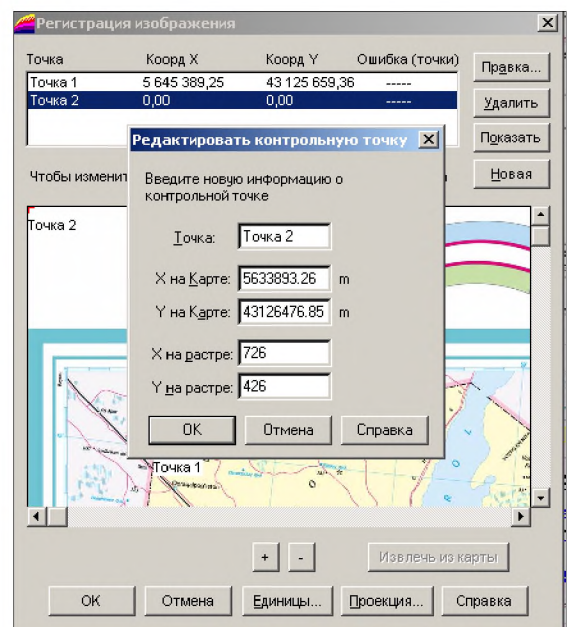 Регистрация изображения
Точка Коорд X Коорд Y Ошибка (точки)
Точка 1 5 645 389,25 43 125 659,36 -----
Точка 2 0,00 0,00 -----
Правка...
Удалить
Показать
Новая
Чтобы изменит
Редактировать контрольную точку
Введите новую информацию о
контрольной точке
Точка: Точка 2
X на Карте: 5633893.26 m
Y на Карте: 43126476.85 m
X на растре: 726
Y на растре: 426
OK Отмена Справка
Точка 2
Точка 1
+ - Извлечь из карты
OK Отмена Единицы... Проекция... Справка